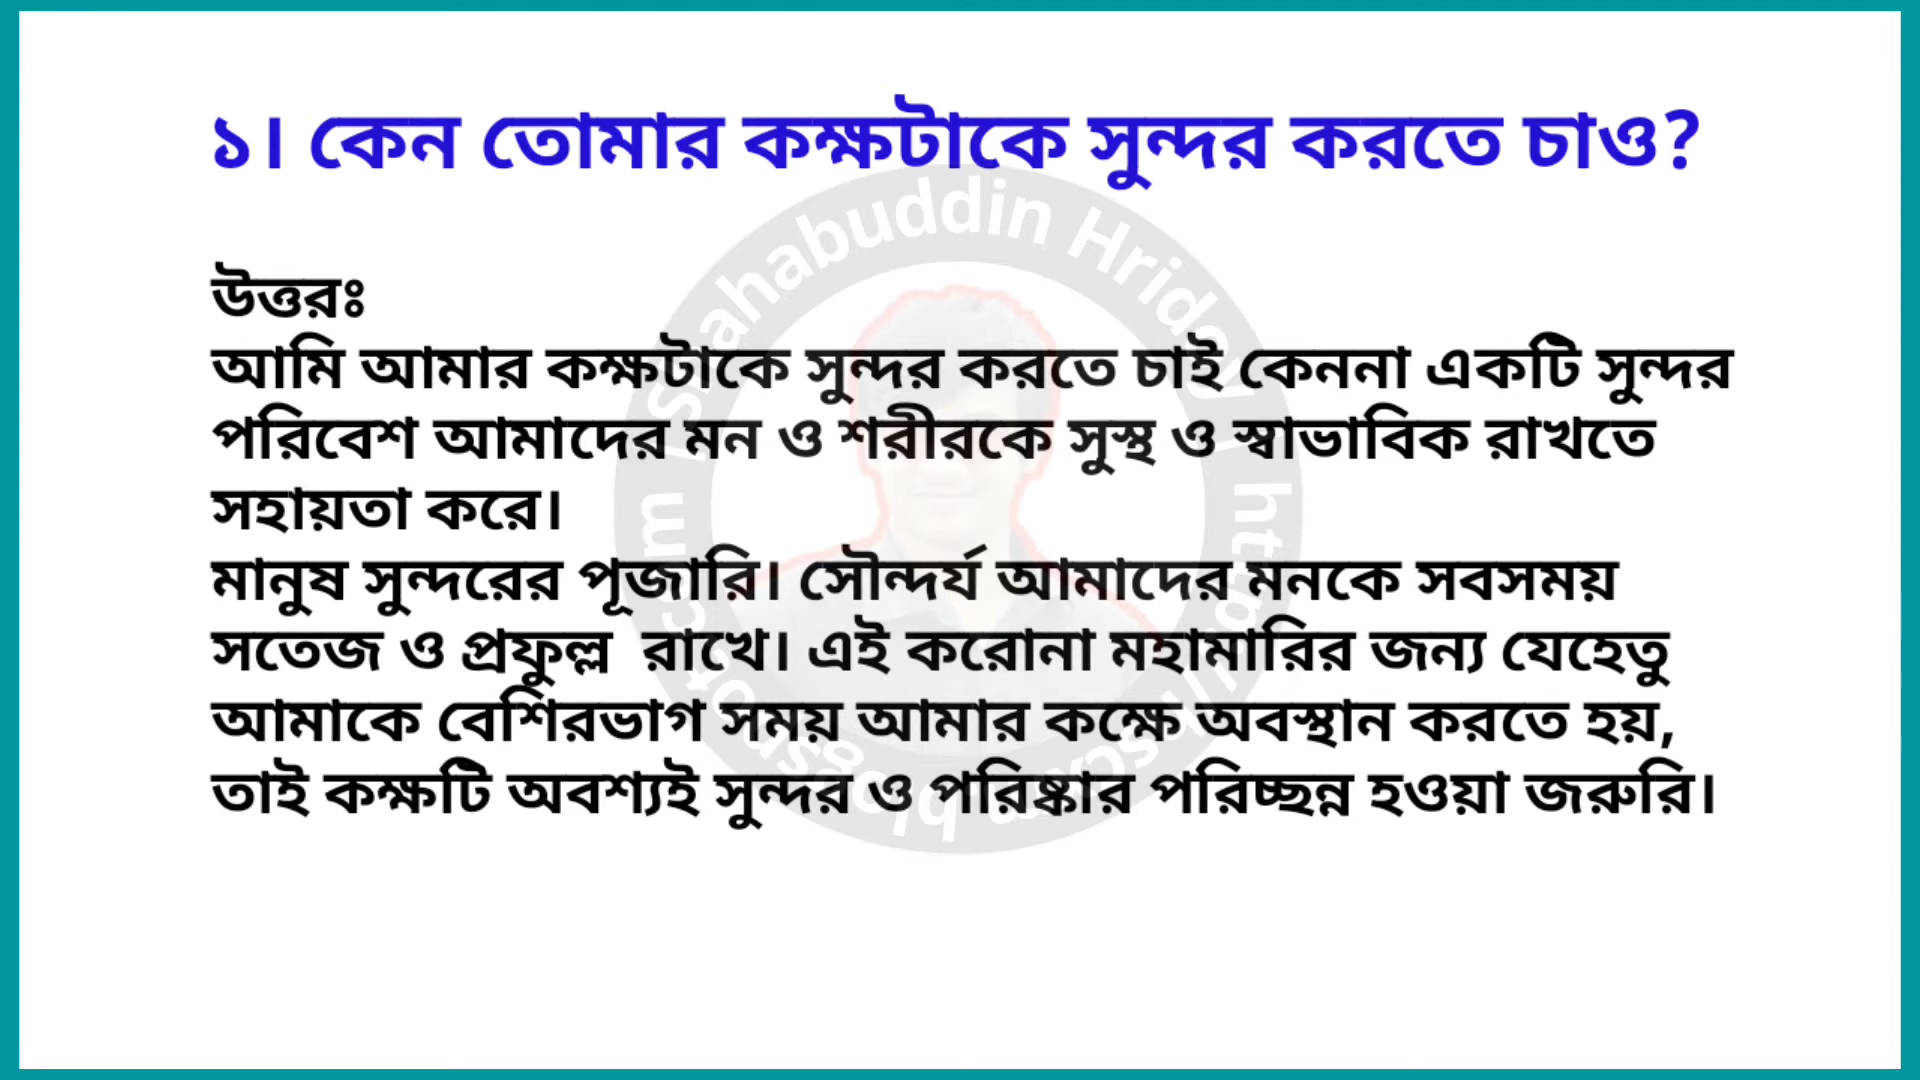 ১। কেন তোমার কক্ষটাকে সুন্দর করতে চাও?
উত্তরঃ
আমি আমার কক্ষটাকে সুন্দর করতে চাই কেননা একটি সুন্দর
পরিবেশ আমাদের মন ও শরীরকে সুস্থ ও স্বাভাবিক রাখতে
সহায়তা করে।
মানুষ সুন্দরের পূজারি। সৌন্দর্য আমাদের মনকে সবসময়
সতেজ ও প্রফুল্ল রাখে। এই করোনা মহামারির জন্য যেহেতু
আমাকে বেশিরভাগ সময় আমার কক্ষে অবস্থান করতে হয়,
তাই কক্ষটি অবশ্যই সুন্দর ও পরিষ্কার পরিচ্ছন্ন হওয়া জরুরি।
Shahabuddin Hridoy